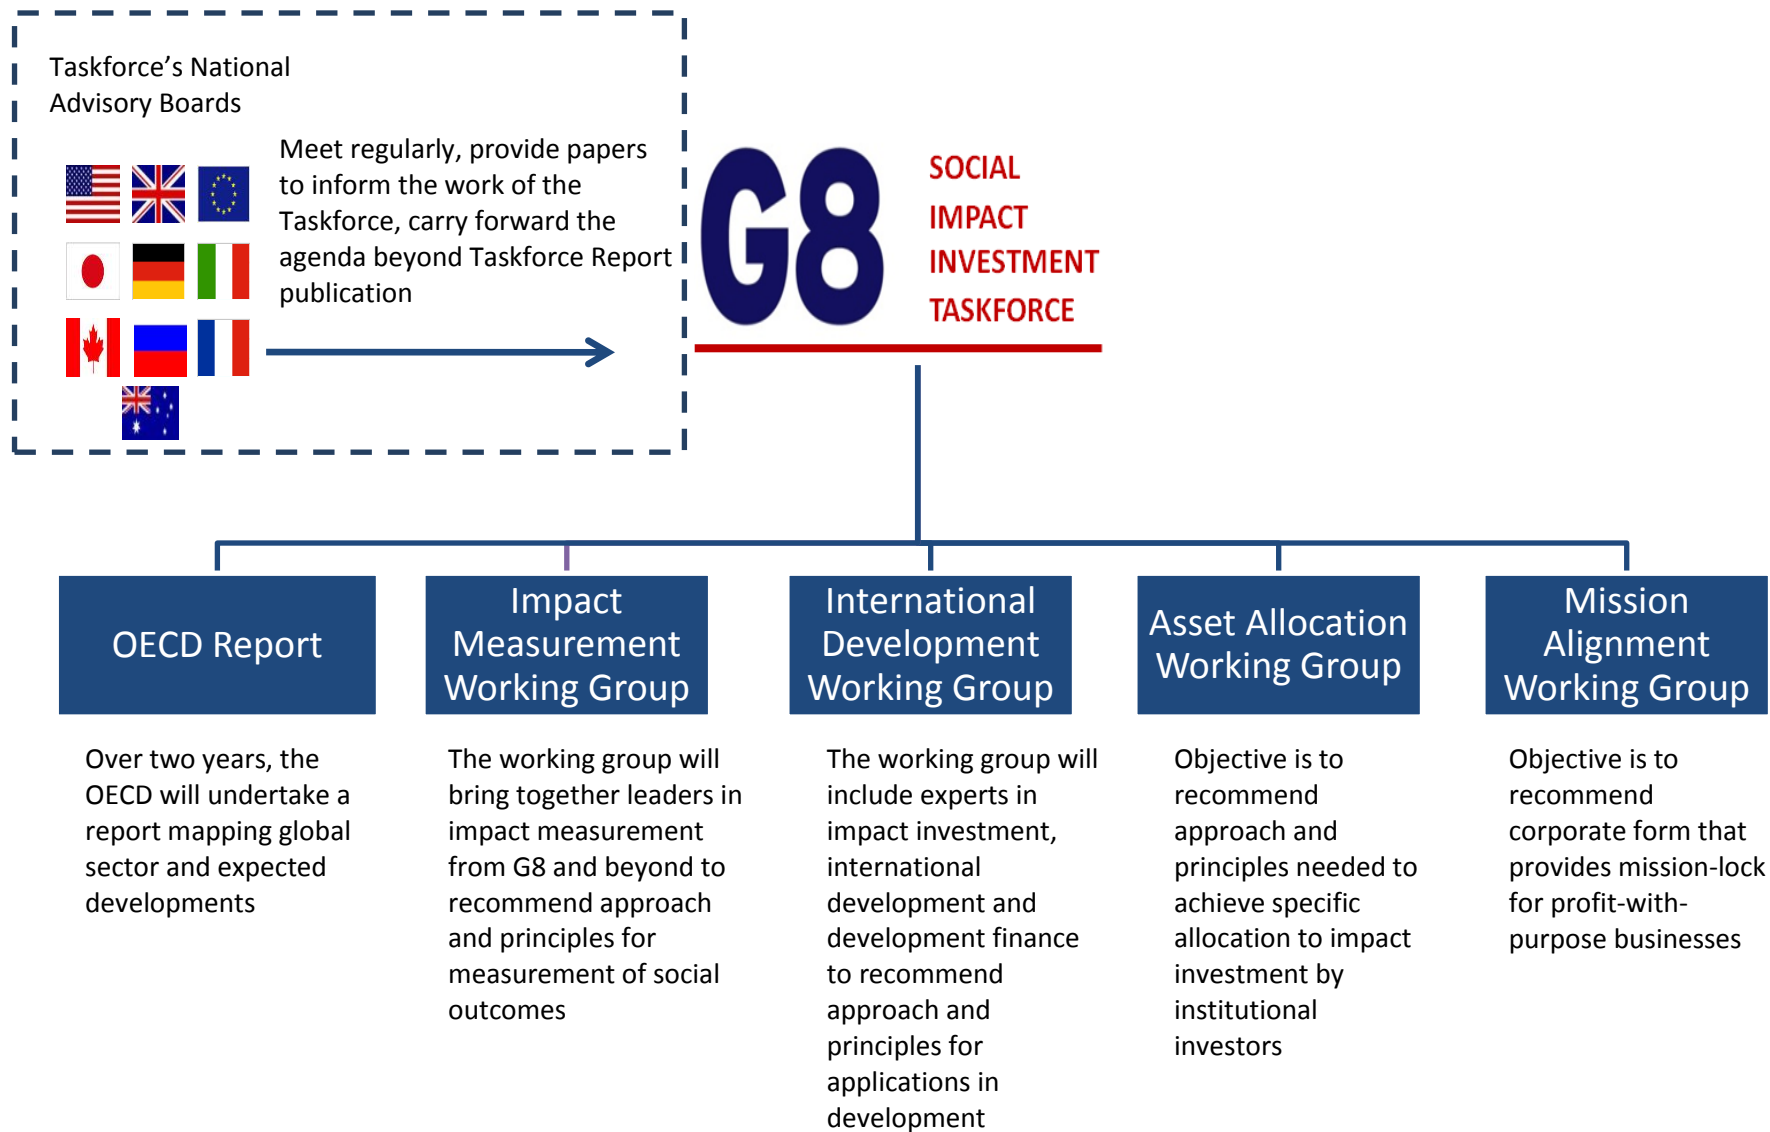 Taskforce’s National
Advisory Boards
Meet regularly, provide papers
to inform the work of the
Taskforce, carry forward the
agenda beyond Taskforce Report
publication
G8
SOCIAL
IMPACT
INVESTMENT
TASKFORCE
OECD Report
Over two years, the
OECD will undertake a
report mapping global
sector and expected
developments
Impact
Measurement
Working Group
The working group will
bring together leaders in
impact measurement
from G8 and beyond to
recommend approach
and principles for
measurement of social
outcomes
International
Development
Working Group
The working group will
include experts in
impact investment,
international
development and
development finance
to recommend
approach and
principles for
applications in
development
Asset Allocation
Working Group
Objective is to
recommend
approach and
principles needed to
achieve specific
allocation to impact
investment by
institutional
investors
Mission
Alignment
Working Group
Objective is to
recommend
corporate form that
provides mission-lock
for profit-with-
purpose businesses